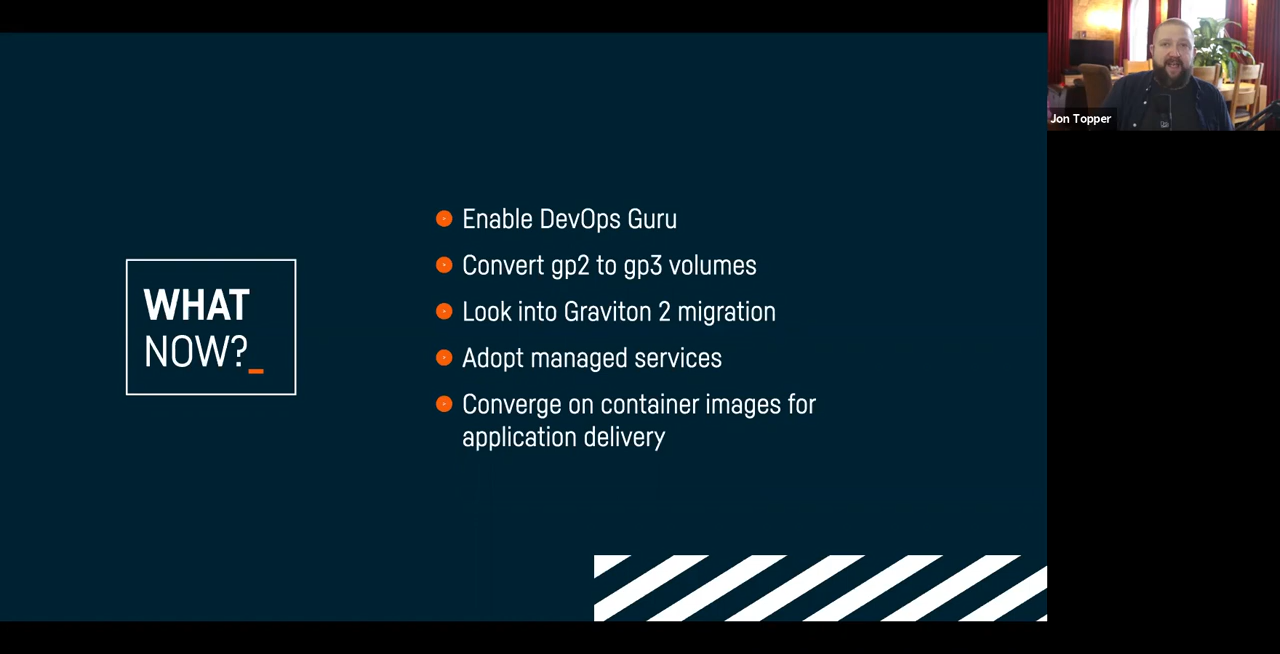 WHAT
NOW?_
Enable DevOps Guru
Convert gp2 to gp3 volumes
Look into Graviton 2 migration
Adopt managed services
Converge on container images for
application delivery
Jon Topper